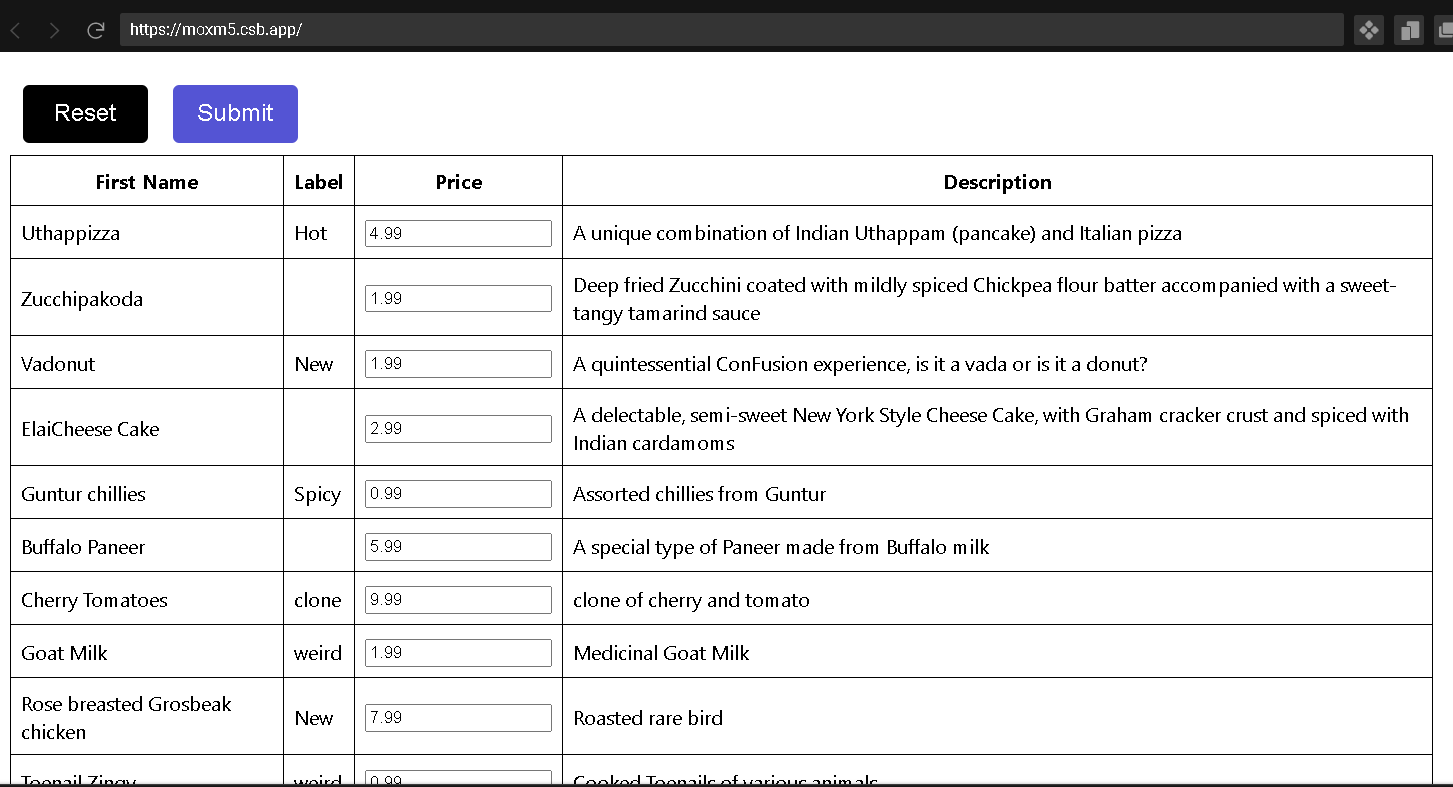 https://moxm5.csb.app/
Reset Submit
First Name Label Price Description
Uthappizza Hot 4.99 A unique combination of Indian Uthappam (pancake) and Italian pizza
Zucchipakoda 1.99 Deep fried Zucchini coated with mildly spiced Chickpea flour batter accompanied with a sweet-
tangy tamarind sauce
Vadonut New 1.99 A quintessential ConFusion experience, is it a vada or is it a donut?
ElaiCheese Cake 2.99 A delectable, semi-sweet New York Style Cheese Cake, with Graham cracker crust and spiced with
Indian cardamoms
Guntur chillies Spicy 0.99 Assorted chillies from Guntur
Buffalo Paneer 5.99 A special type of Paneer made from Buffalo milk
Cherry Tomatoes clone 9.99 clone of cherry and tomato
Goat Milk weird 1.99 Medicinal Goat Milk
Rose breasted Grosbeak
chicken New 7.99 Roasted rare bird
Toenail Zingy weird 0.99 Cooked Toenails of various animals